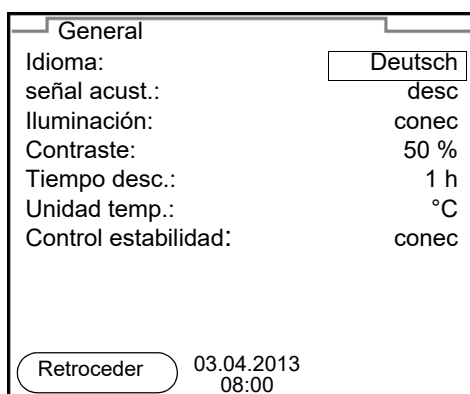 General
Idioma: Deutsch
señal acust.: desc
Iluminación: conec
Contraste: 50 %
Tiempo desc.: 1 h
Unidad temp.: °C
Control estabilidad: conec
Retroceder 03.04.2013
08:00